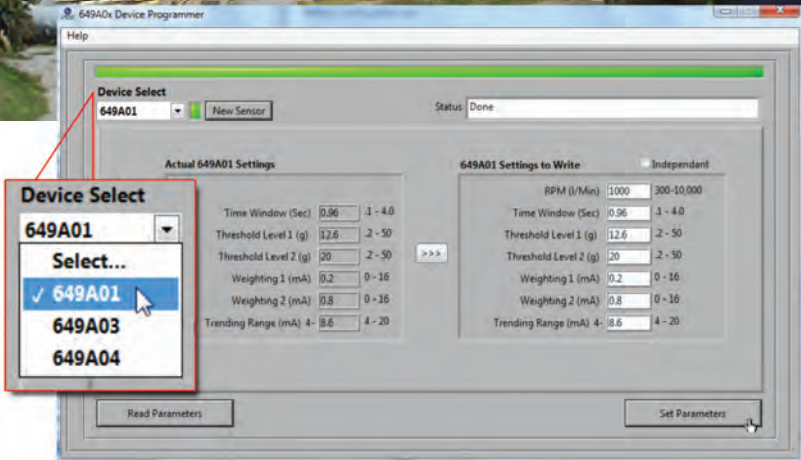 649A0x Device Programmer
Help
Device Select
649A01 New Sensor Status Done
Actual 649A01 Settings
649A01 Settings to Write Independent
RPM (I/Min) 1000 300-10,000
Time Window (Sec) 0.96 .1 - 4.0 Time Window (Sec) 0.96 .1 - 4.0
Threshold Level 1 (g) 12.6 .2 - 50 Threshold Level 1 (g) 12.6 .2 - 50
Threshold Level 2 (g) 20 .2 - 50 >>> Threshold Level 2 (g) 20 .2 - 50
Weighting 1 (mA) 0.2 0 - 16 Weighting 1 (mA) 0.2 0 - 16
Weighting 2 (mA) 0.8 0 - 16 Weighting 2 (mA) 0.8 0 - 16
Trending Range (mA) 4- 8.6 4 - 20 Trending Range (mA) 4- 8.6 4 - 20
Read Parameters Set Parameters
Device Select
649A01
Select...
✓ 649A01
649A03
649A04